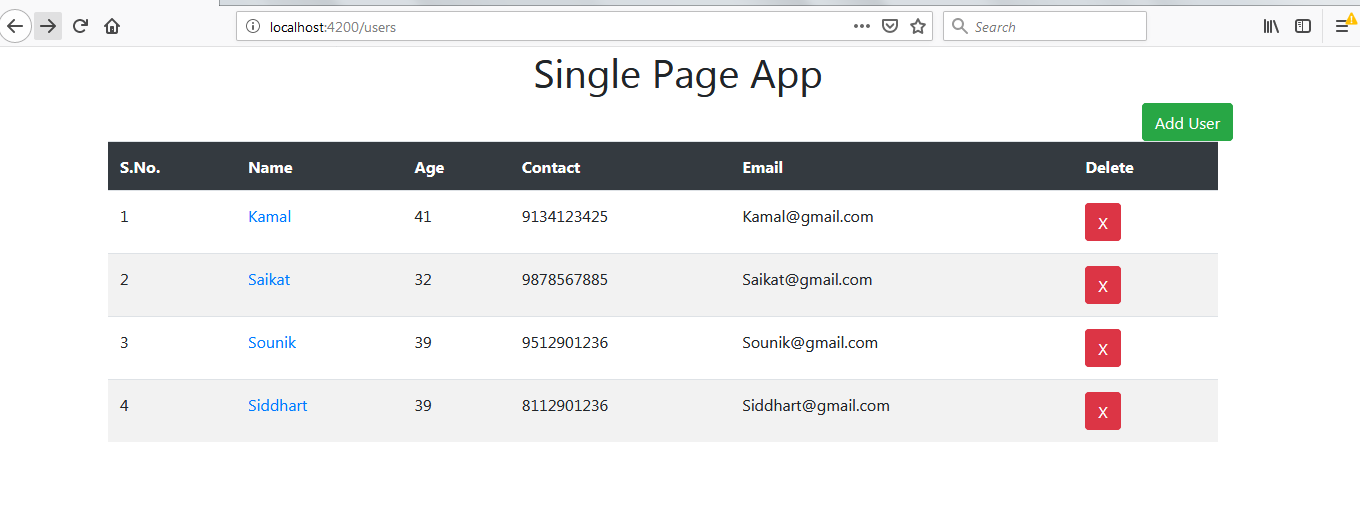 localhost:4200/users
Search
Single Page App
Add User
S.No. Name Age Contact Email Delete
1 Kamal 41 9134123425 Kamal@gmail.com X
2 Saikat 32 9878567885 Saikat@gmail.com X
3 Sounik 39 9512901236 Sounik@gmail.com X
4 Siddhart 39 8112901236 Siddhart@gmail.com X